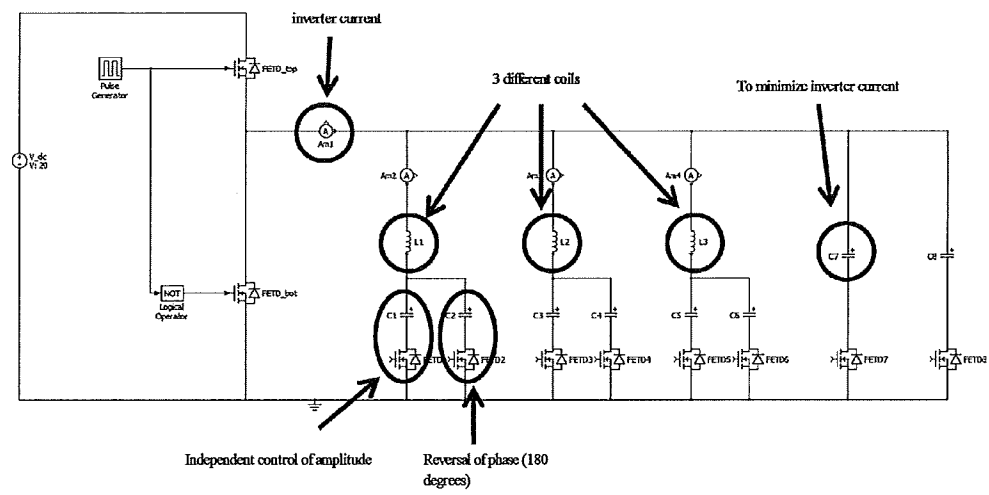 inverter current
3 different coils
To minimize inverter current
Pulse
Generator
FETD_top
Am1
V_dc
V: 20
Am2
Am4
L1
L2
L3
C7
C8
NOT
Logical
Operator
FETD_bot
C1
C2
C3
C4
C5
C6
FETD2
FETD3
FETD4
FETD5
FETD6
FETD7
FETD8
Independent control of amplitude
Reversal of phase (180
degrees)